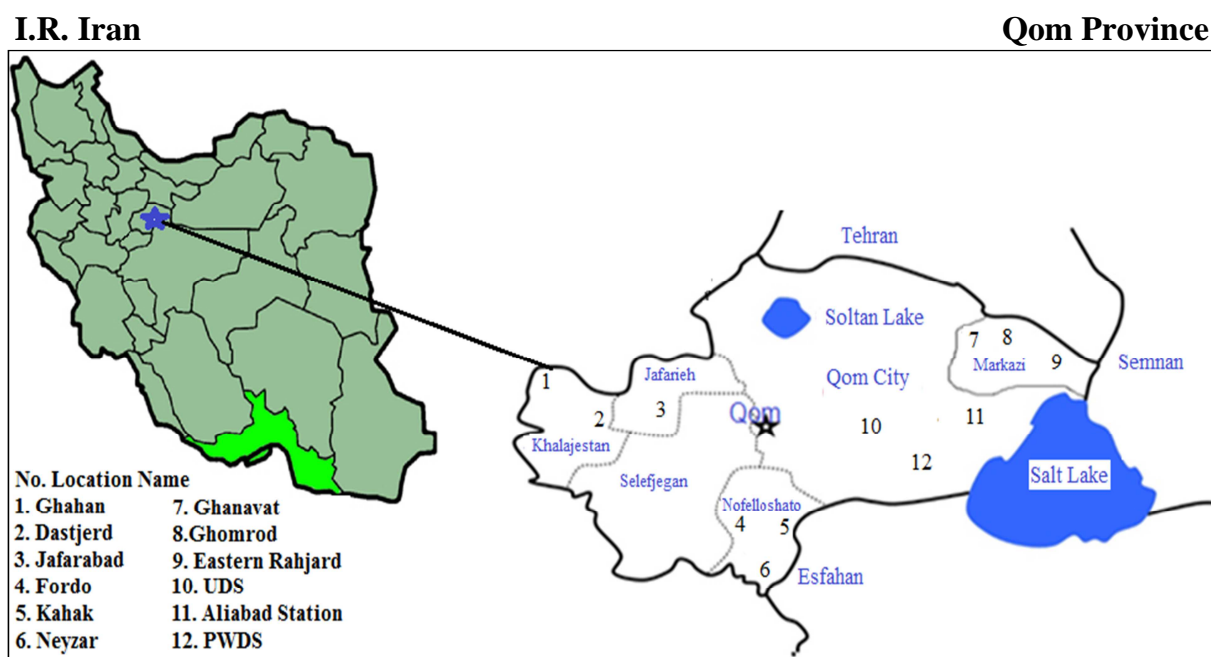 I.R. Iran
Qom Province
Tehran
Soltan Lake
7
8
9
Markazi
Semnan
1
Jafarieh
Qom City
2
3
Qom
10
11
Khalajestan
12
Selefjegan
Salt Lake
Nofelloshato
4
5
6
Esfahan
No. Location Name
1. Ghahan
2. Dastjerd
3. Jafarabad
4. Fordo
5. Kahak
6. Neyzar
7. Ghanavat
8.Ghomrod
9. Eastern Rahjard
10. UDS
11. Aliabad Station
12. PWDS